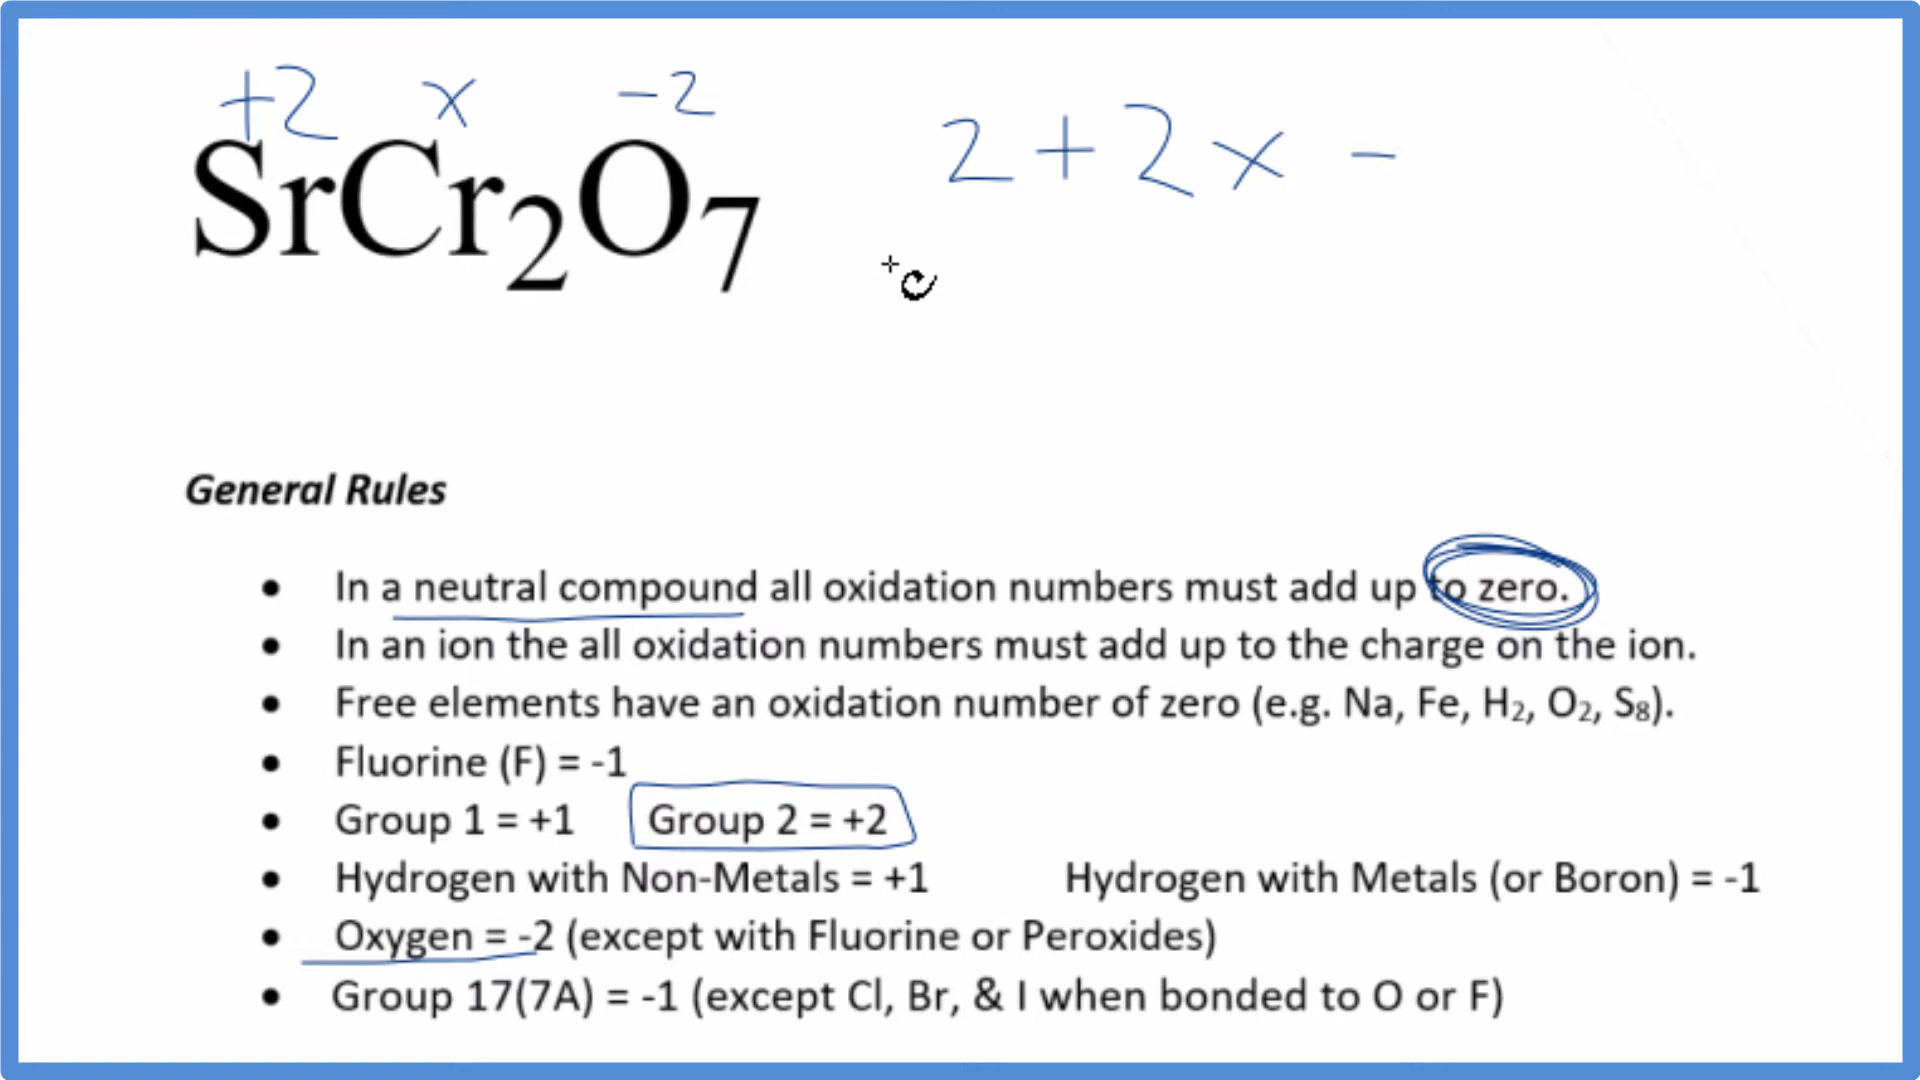 +2 x -2
2 + 2x -
SrCr₂O₇
General Rules
• In a neutral compound all oxidation numbers must add up to zero.
• In an ion the all oxidation numbers must add up to the charge on the ion.
• Free elements have an oxidation number of zero (e.g. Na, Fe, H₂, O₂, S₈).
• Fluorine (F) = -1
• Group 1 = +1 Group 2 = +2
• Hydrogen with Non-Metals = +1 Hydrogen with Metals (or Boron) = -1
• Oxygen = -2 (except with Fluorine or Peroxides)
• Group 17(7A) = -1 (except Cl, Br, & I when bonded to O or F)